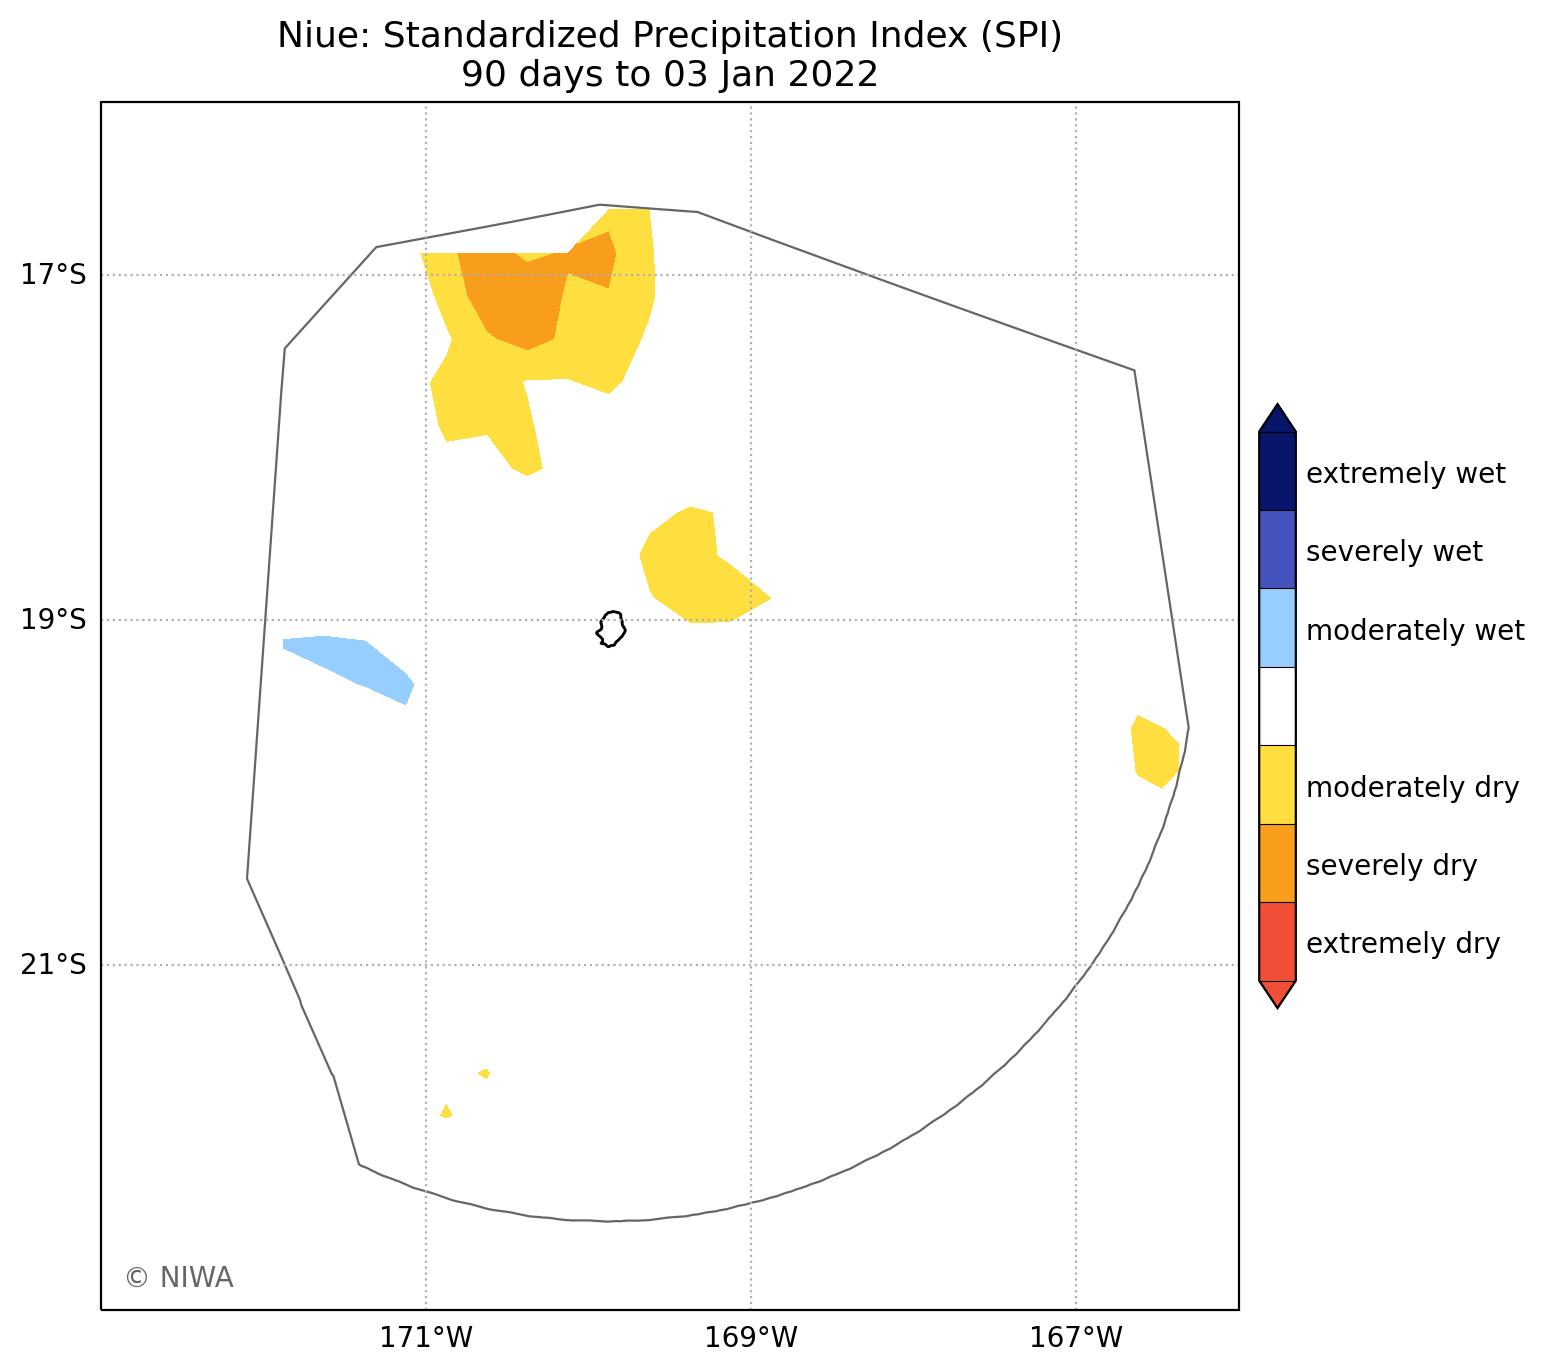 Niue: Standardized Precipitation Index (SPI)
90 days to 03 Jan 2022
17°S
19°S
21°S
171°W
169°W
167°W
extremely wet
severely wet
moderately wet
moderately dry
severely dry
extremely dry
© NIWA